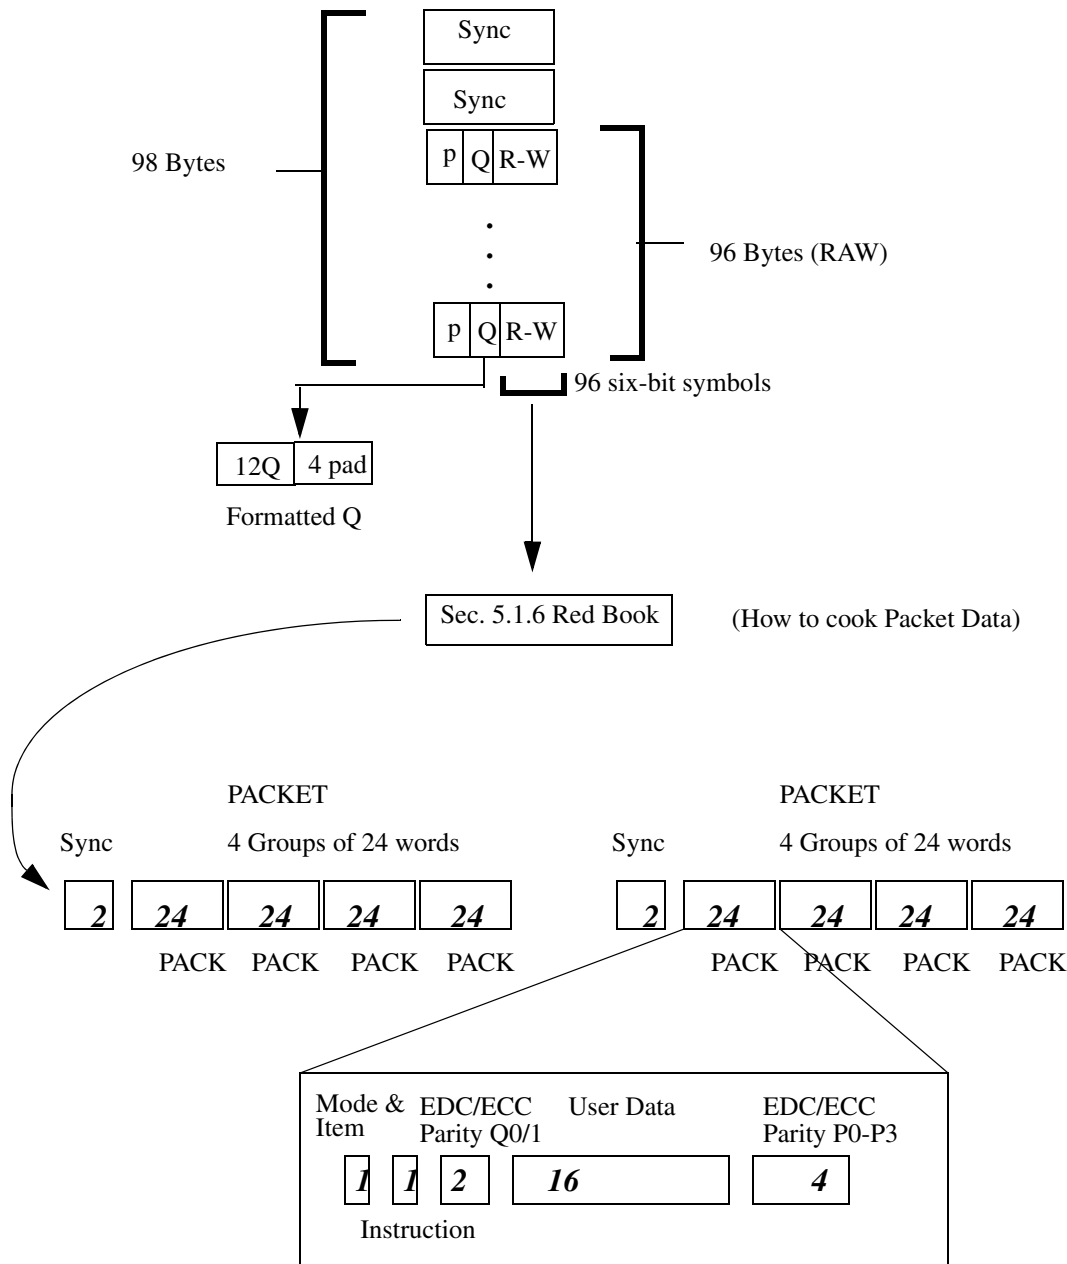 Sync
Sync
p Q R-W
98 Bytes
96 Bytes (RAW)
p Q R-W
96 six-bit symbols
12Q 4 pad
Formatted Q
Sec. 5.1.6 Red Book (How to cook Packet Data)
PACKET PACKET
Sync 4 Groups of 24 words Sync 4 Groups of 24 words
2 24 24 24 24 2 24 24 24 24
PACK PACK PACK PACK PACK PACK PACK PACK
Mode & EDC/ECC User Data EDC/ECC
Item Parity Q0/1 Parity P0-P3
1 1 2 16 4
Instruction